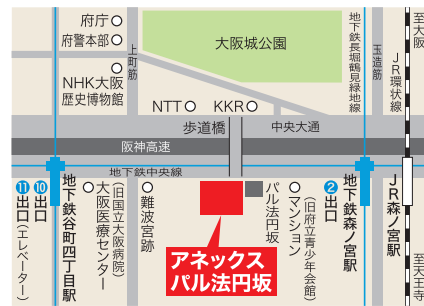 府庁
府警本部
NHK大阪
歴史博物館
上町筋
大阪城公園
地下鉄長堀鶴見緑地線
玉造筋
JR環状線
至大阪
NTT
KKR
歩道橋
中央大通
阪神高速
地下鉄中央線
⑪出口(エレベーター)
⑩出口
地下鉄谷町四丁目駅
大阪医療センター
(旧国立大阪病院)
難波宮跡
アネックス
パル法円坂
パル法円坂
マンション
(旧府立青少年会館)
②出口
地下鉄森ノ宮駅
JR森ノ宮駅
至天王寺